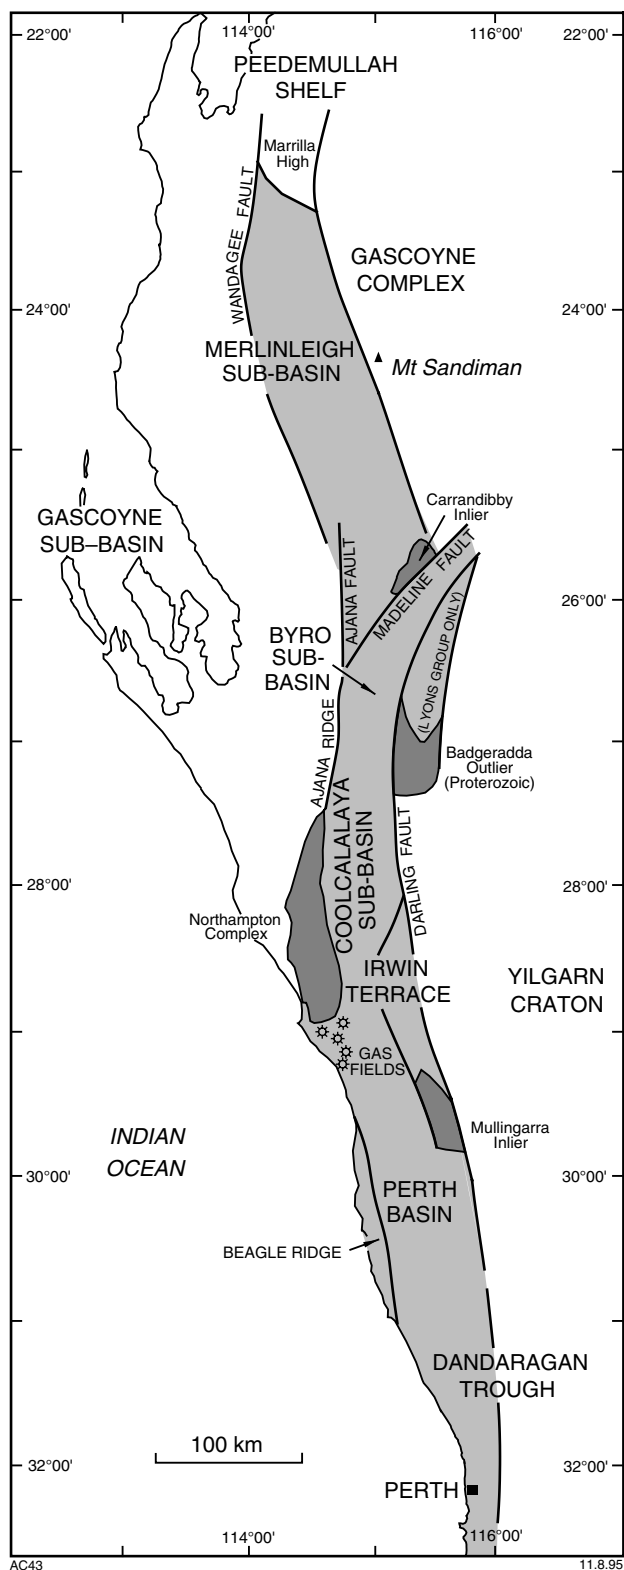 22°00'
114°00'
116°00'
22°00'
PEEDEMULLAH
SHELF
Marrilla
High
WANDAGEE FAULT
GASCOYNE
COMPLEX
24°00'
24°00'
MERLINLEIGH
SUB-BASIN
Mt Sandiman
Carrandibby
Inlier
GASCOYNE
SUB–BASIN
AJANA FAULT
MADELINE FAULT
26°00'
26°00'
(LYONS GROUP ONLY)
BYRO
SUB-
BASIN
AJANA RIDGE
Badgeradda
Outlier
(Proterozoic)
COOLCALALAYA
SUB-BASIN
DARLING FAULT
28°00'
28°00'
Northampton
Complex
IRWIN
TERRACE
YILGARN
CRATON
GAS
FIELDS
INDIAN
OCEAN
Mullingarra
Inlier
30°00'
30°00'
PERTH
BASIN
BEAGLE RIDGE
DANDARAGAN
TROUGH
100 km
32°00'
32°00'
PERTH
114°00'
116°00'
AC43
11.8.95